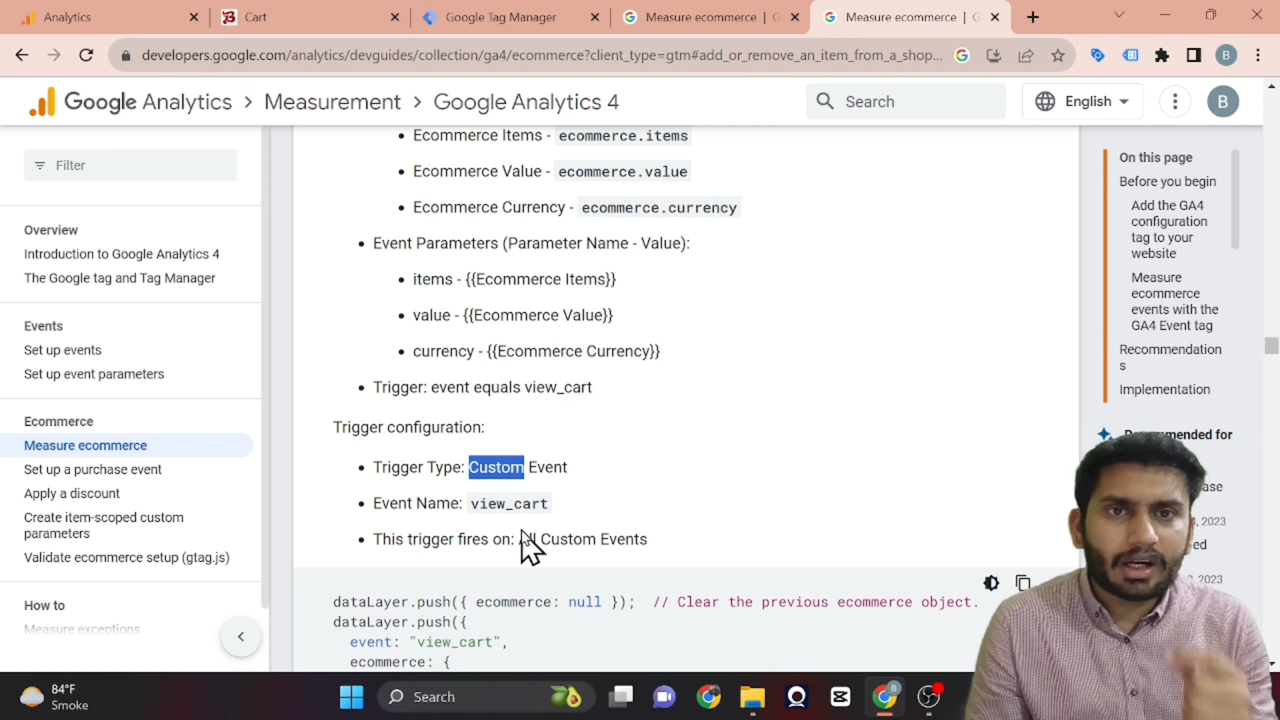 Analytics
Cart
Google Tag Manager
Measure ecommerce | G
Measure ecommerce | G
developers.google.com/analytics/devguides/collection/ga4/ecommerce?client_type=gtm#add_or_remove_an_item_from_a_shop...
B
Google Analytics > Measurement > Google Analytics 4
Search
English
B
Filter
Overview
Introduction to Google Analytics 4
The Google tag and Tag Manager
Events
Set up events
Set up event parameters
Ecommerce
Measure ecommerce
Set up a purchase event
Apply a discount
Create item-scoped custom
parameters
Validate ecommerce setup (gtag.js)
How to
Measure exceptions
• Ecommerce Items - ecommerce.items
• Ecommerce Value - ecommerce.value
• Ecommerce Currency - ecommerce.currency
• Event Parameters (Parameter Name - Value):
• items - {{Ecommerce Items}}
• value - {{Ecommerce Value}}
• currency - {{Ecommerce Currency}}
• Trigger: event equals view_cart
Trigger configuration:
• Trigger Type: Custom Event
• Event Name: view_cart
• This trigger fires on: All Custom Events
dataLayer.push({ ecommerce: null });  // Clear the previous ecommerce object.
dataLayer.push({
event: "view_cart",
ecommerce: {
On this page
Before you begin
Add the GA4
configuration
tag to your
website
Measure
ecommerce
events with the
GA4 Event tag
Recommendation
s
Implementation
Recommended for
2023
2023
84°F
Smoke
Search